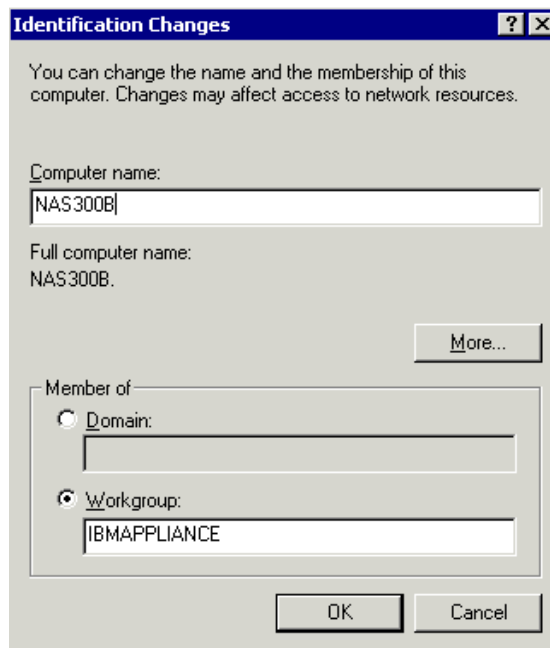 Identification Changes
You can change the name and the membership of this
computer. Changes may affect access to network resources.
Computer name:
NAS300B
Full computer name:
NAS300B.
More...
Member of
Domain:
Workgroup:
IBMAPPLIANCE
OK Cancel